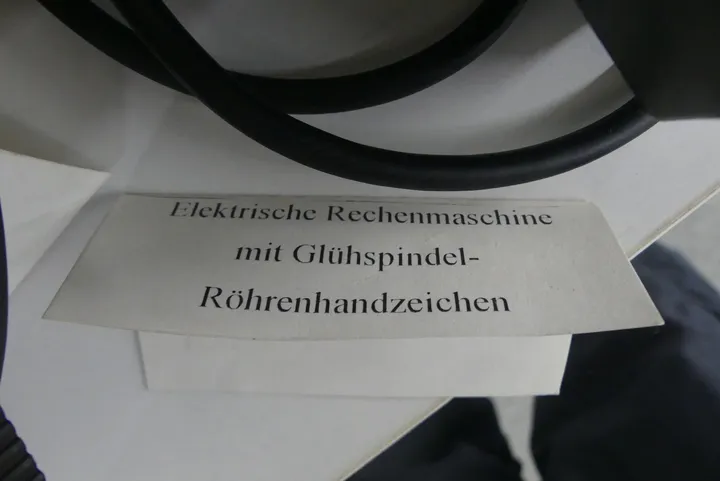 Elektrische Rechenmaschine
mit Glühspindel-
Röhrenhandzeichen